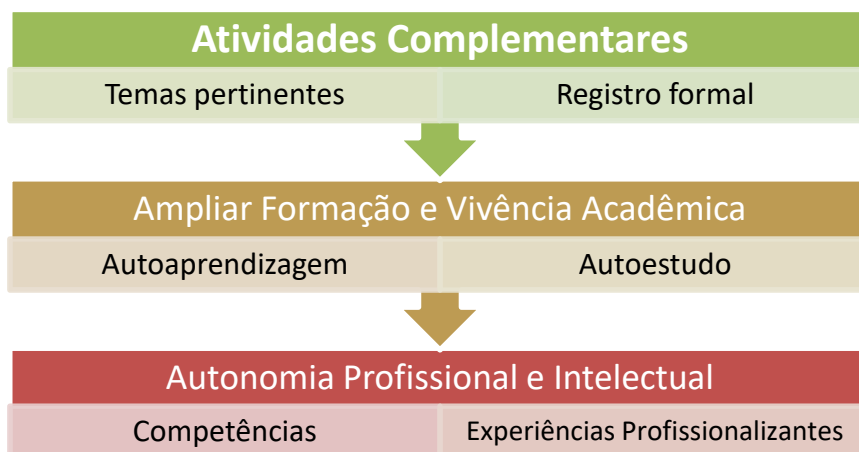 Atividades Complementares
Temas pertinentes
Registro formal
Ampliar Formação e Vivência Acadêmica
Autoaprendizagem
Autoestudo
Autonomia Profissional e Intelectual
Competências
Experiências Profissionalizantes